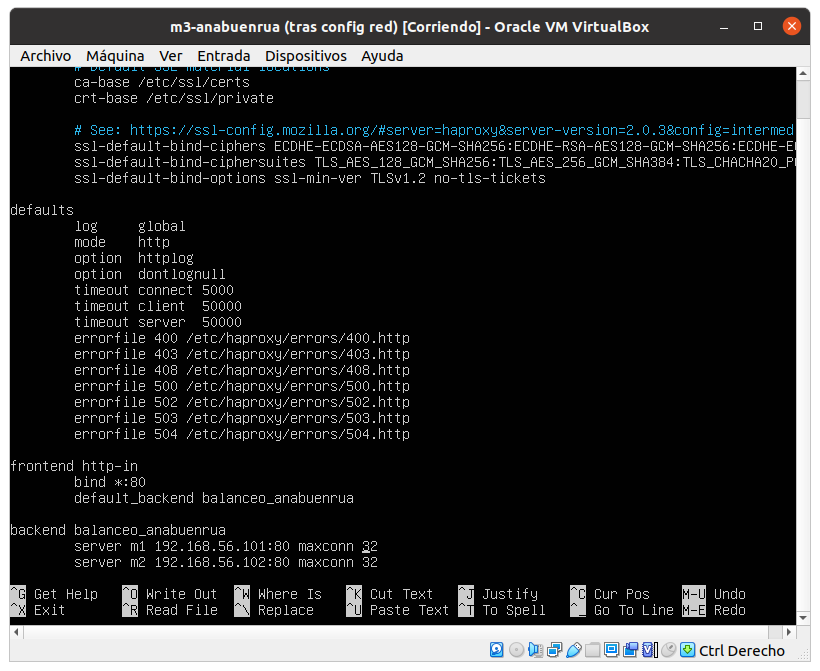 m3-anabuenrua (tras config red) [Corriendo] - Oracle VM VirtualBox
Archivo Máquina Ver Entrada Dispositivos Ayuda
# Default SSL material locations
ca-base /etc/ssl/certs
crt-base /etc/ssl/private
# See: https://ssl-config.mozilla.org/#server=haproxy&server-version=2.0.3&config=intermed
ssl-default-bind-ciphers ECDHE-ECDSA-AES128-GCM-SHA256:ECDHE-RSA-AES128-GCM-SHA256:ECDHE-E
ssl-default-bind-ciphersuites TLS_AES_128_GCM_SHA256:TLS_AES_256_GCM_SHA384:TLS_CHACHA20_P
ssl-default-bind-options ssl-min-ver TLSv1.2 no-tls-tickets
defaults
log global
mode http
option httplog
option dontlognull
timeout connect 5000
timeout client 50000
timeout server 50000
errorfile 400 /etc/haproxy/errors/400.http
errorfile 403 /etc/haproxy/errors/403.http
errorfile 408 /etc/haproxy/errors/408.http
errorfile 500 /etc/haproxy/errors/500.http
errorfile 502 /etc/haproxy/errors/502.http
errorfile 503 /etc/haproxy/errors/503.http
errorfile 504 /etc/haproxy/errors/504.http
frontend http-in
bind *:80
default_backend balanceo_anabuenrua
backend balanceo_anabuenrua
server m1 192.168.56.101:80 maxconn 32
server m2 192.168.56.102:80 maxconn 32
^G Get Help ^O Write Out ^W Where Is ^K Cut Text ^J Justify ^C Cur Pos M-U Undo
^X Exit ^R Read File ^\ Replace ^U Paste Text ^T To Spell ^_ Go To Line M-E Redo
Ctrl Derecho